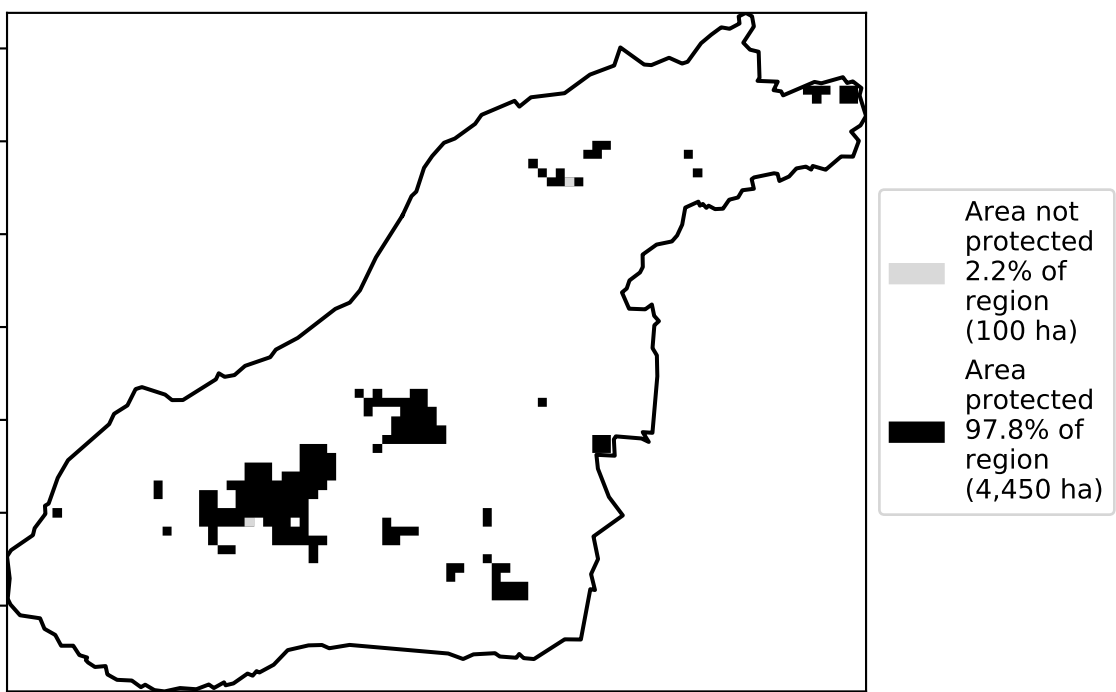 Area not
protected
2.2% of
region
(100 ha)
Area
protected
97.8% of
region
(4,450 ha)